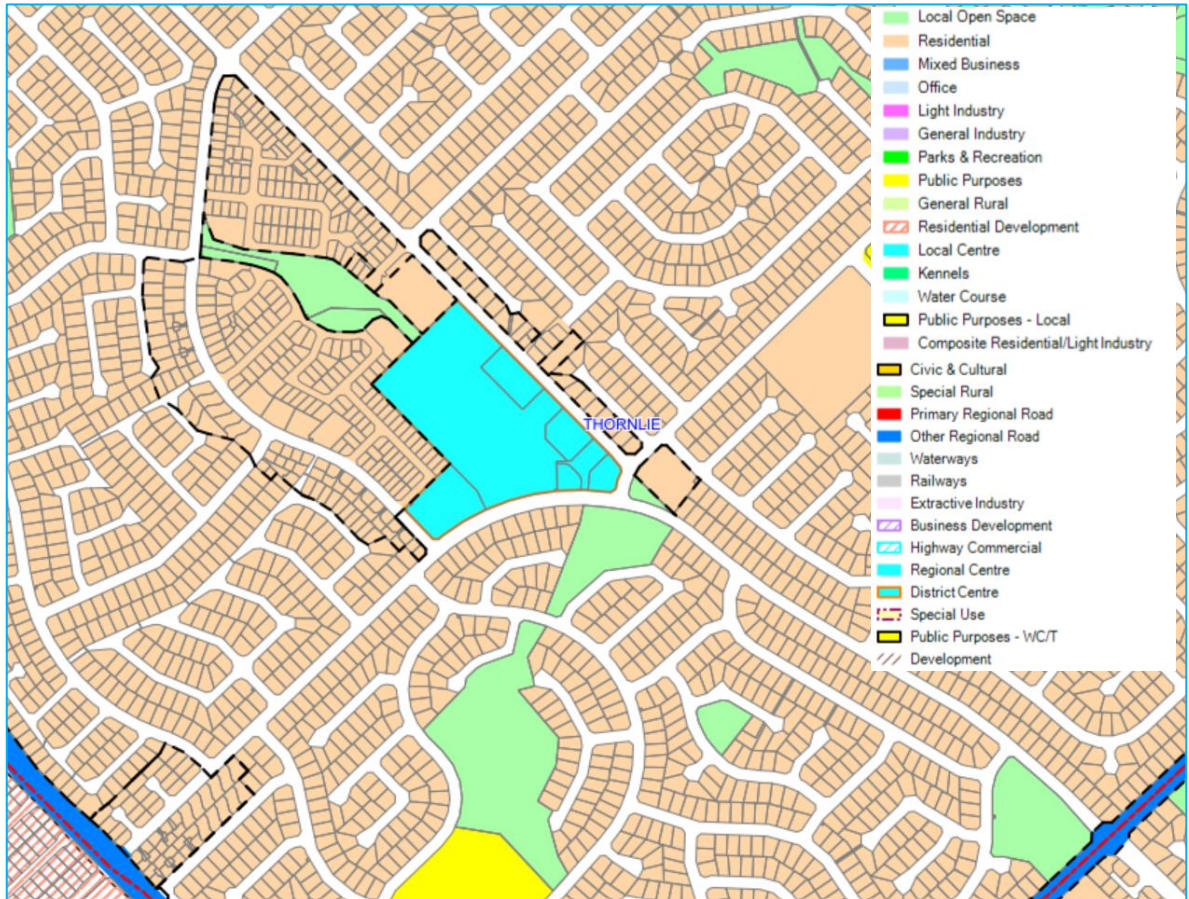 Local Open Space
Residential
Mixed Business
Office
Light Industry
General Industry
Parks & Recreation
Public Purposes
General Rural
Residential Development
Local Centre
Kennels
Water Course
Public Purposes - Local
Composite Residential/Light Industry
Civic & Cultural
Special Rural
Primary Regional Road
Other Regional Road
Waterways
Railways
Extractive Industry
Business Development
Highway Commercial
Regional Centre
District Centre
Special Use
Public Purposes - WC/T
Development
THORNLIE